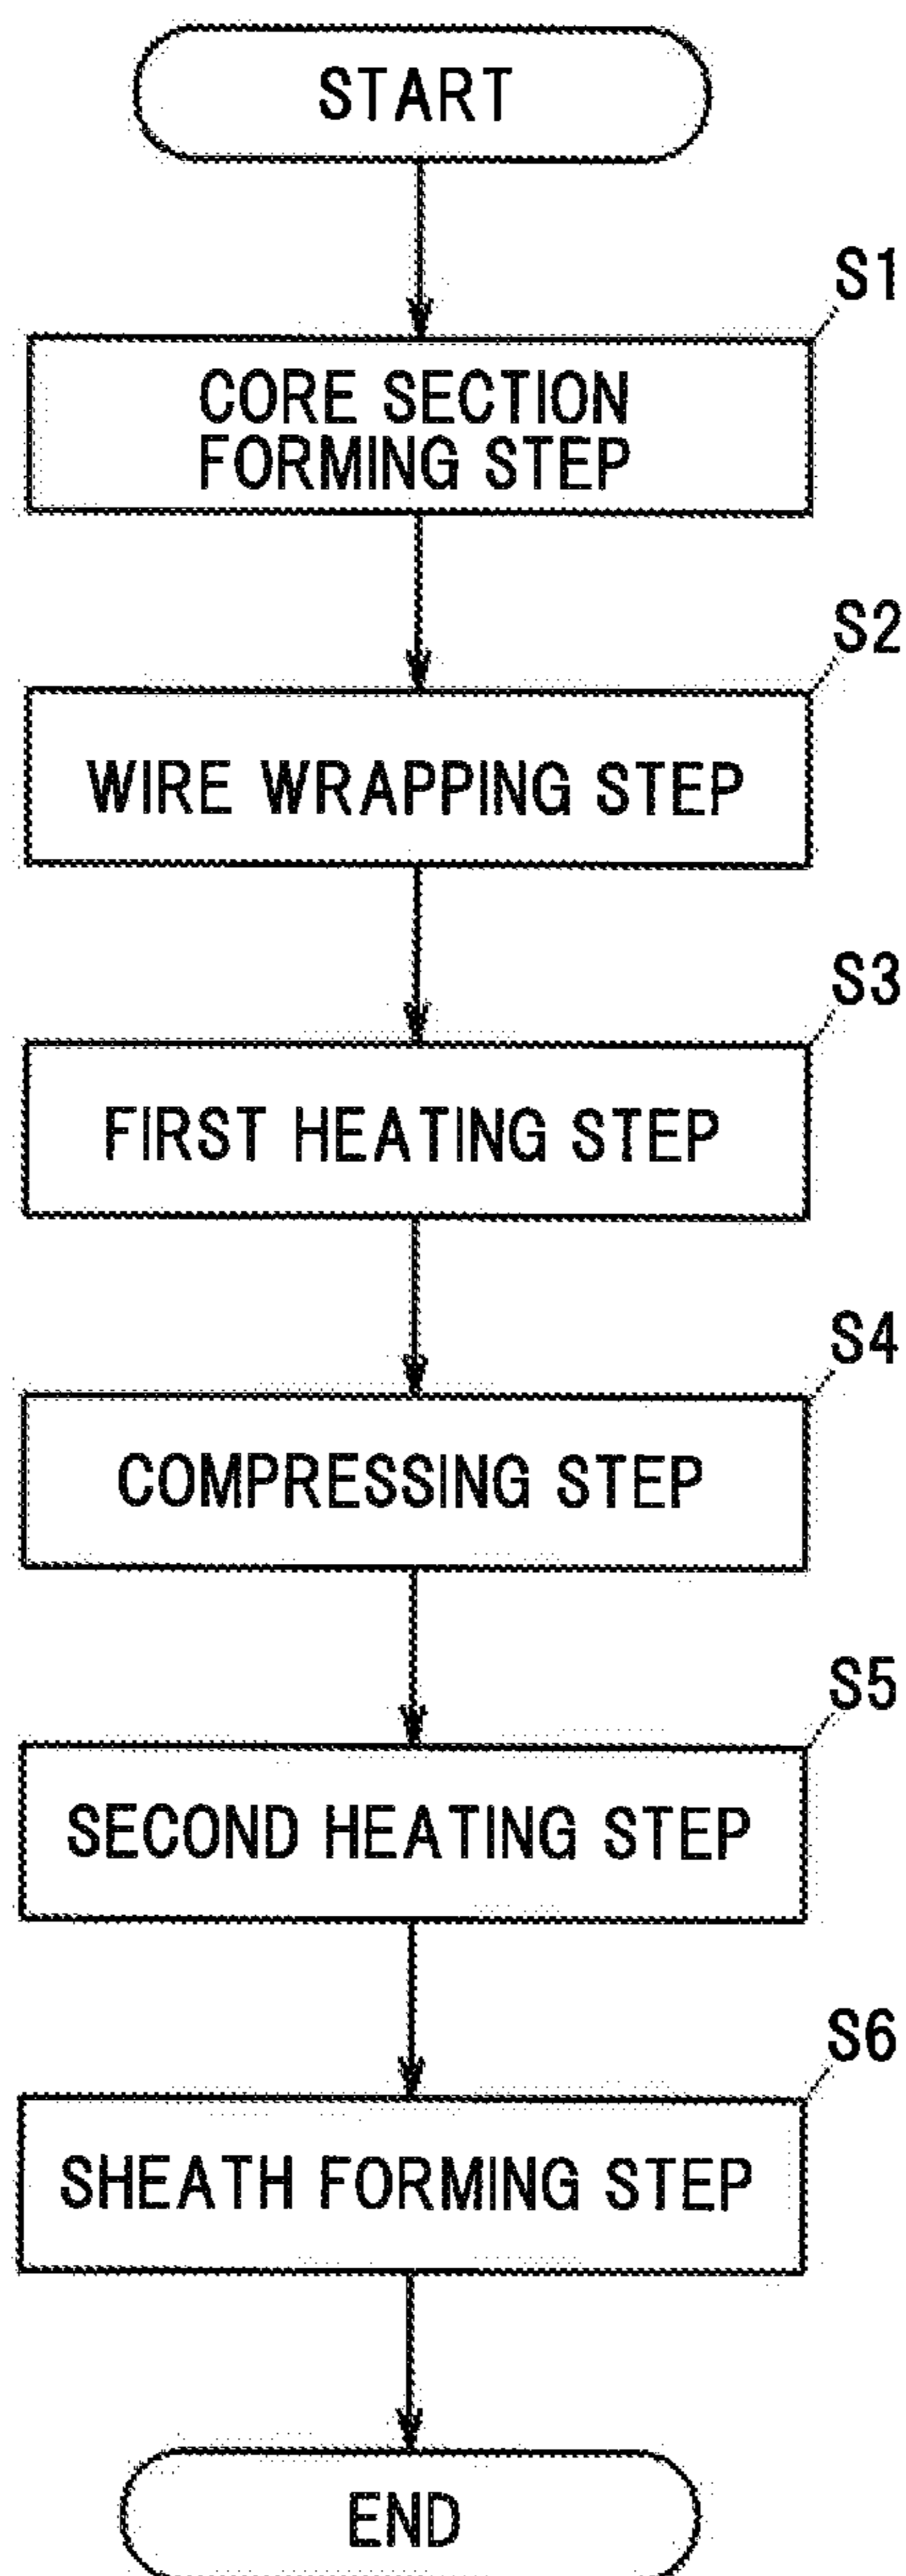 START
S1
CORE SECTION
FORMING STEP
S2
WIRE WRAPPING STEP
S3
FIRST HEATING STEP
S4
COMPRESSING STEP
S5
SECOND HEATING STEP
S6
SHEATH FORMING STEP
END